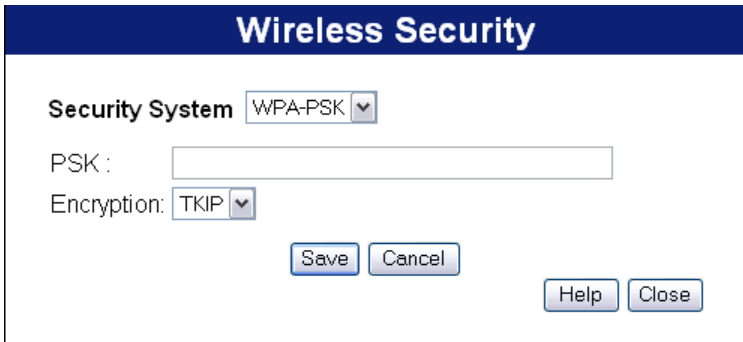 Wireless Security
Security System WPA-PSK
PSK :
Encryption: TKIP
Save Cancel
Help Close